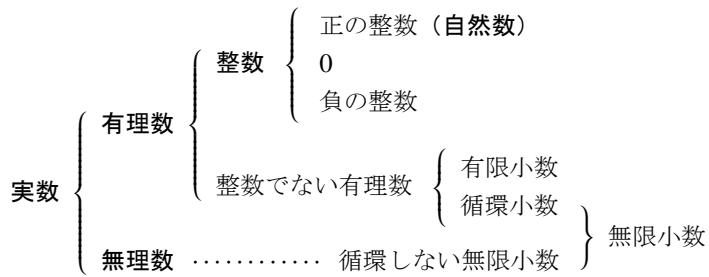 正の整数（自然数）
整数
0
負の整数
有理数
有限小数
整数でない有理数
循環小数
実数
無限小数
無理数 ………… 循環しない無限小数